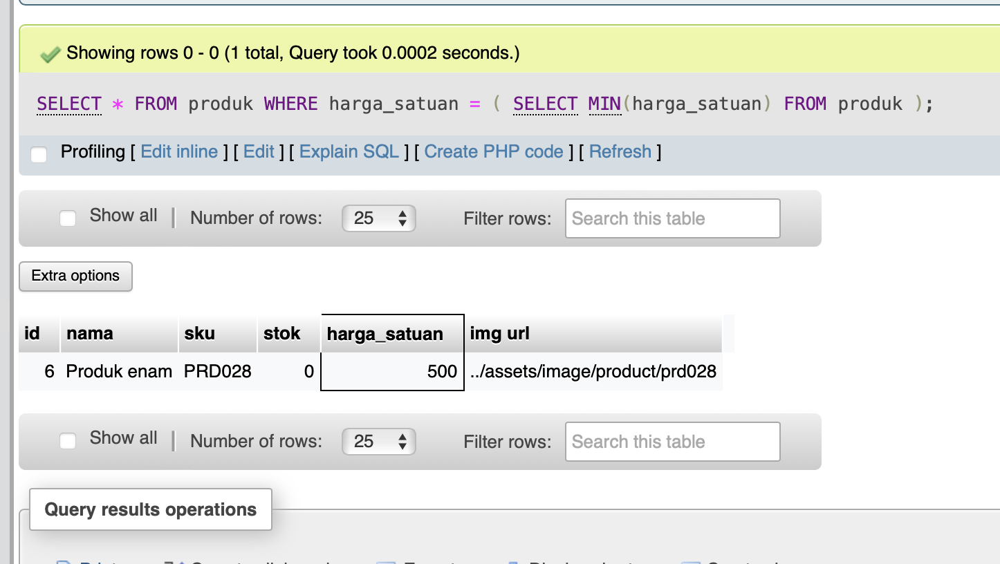 Showing rows 0 - 0 (1 total, Query took 0.0002 seconds.)
SELECT * FROM produk WHERE harga_satuan = ( SELECT MIN(harga_satuan) FROM produk );
Profiling [ Edit inline ] [ Edit ] [ Explain SQL ] [ Create PHP code ] [ Refresh ]
Show all | Number of rows: 25 Filter rows: Search this table
Extra options
id nama sku stok harga_satuan img url
6 Produk enam PRD028 0 500 ../assets/image/product/prd028
Show all | Number of rows: 25 Filter rows: Search this table
Query results operations